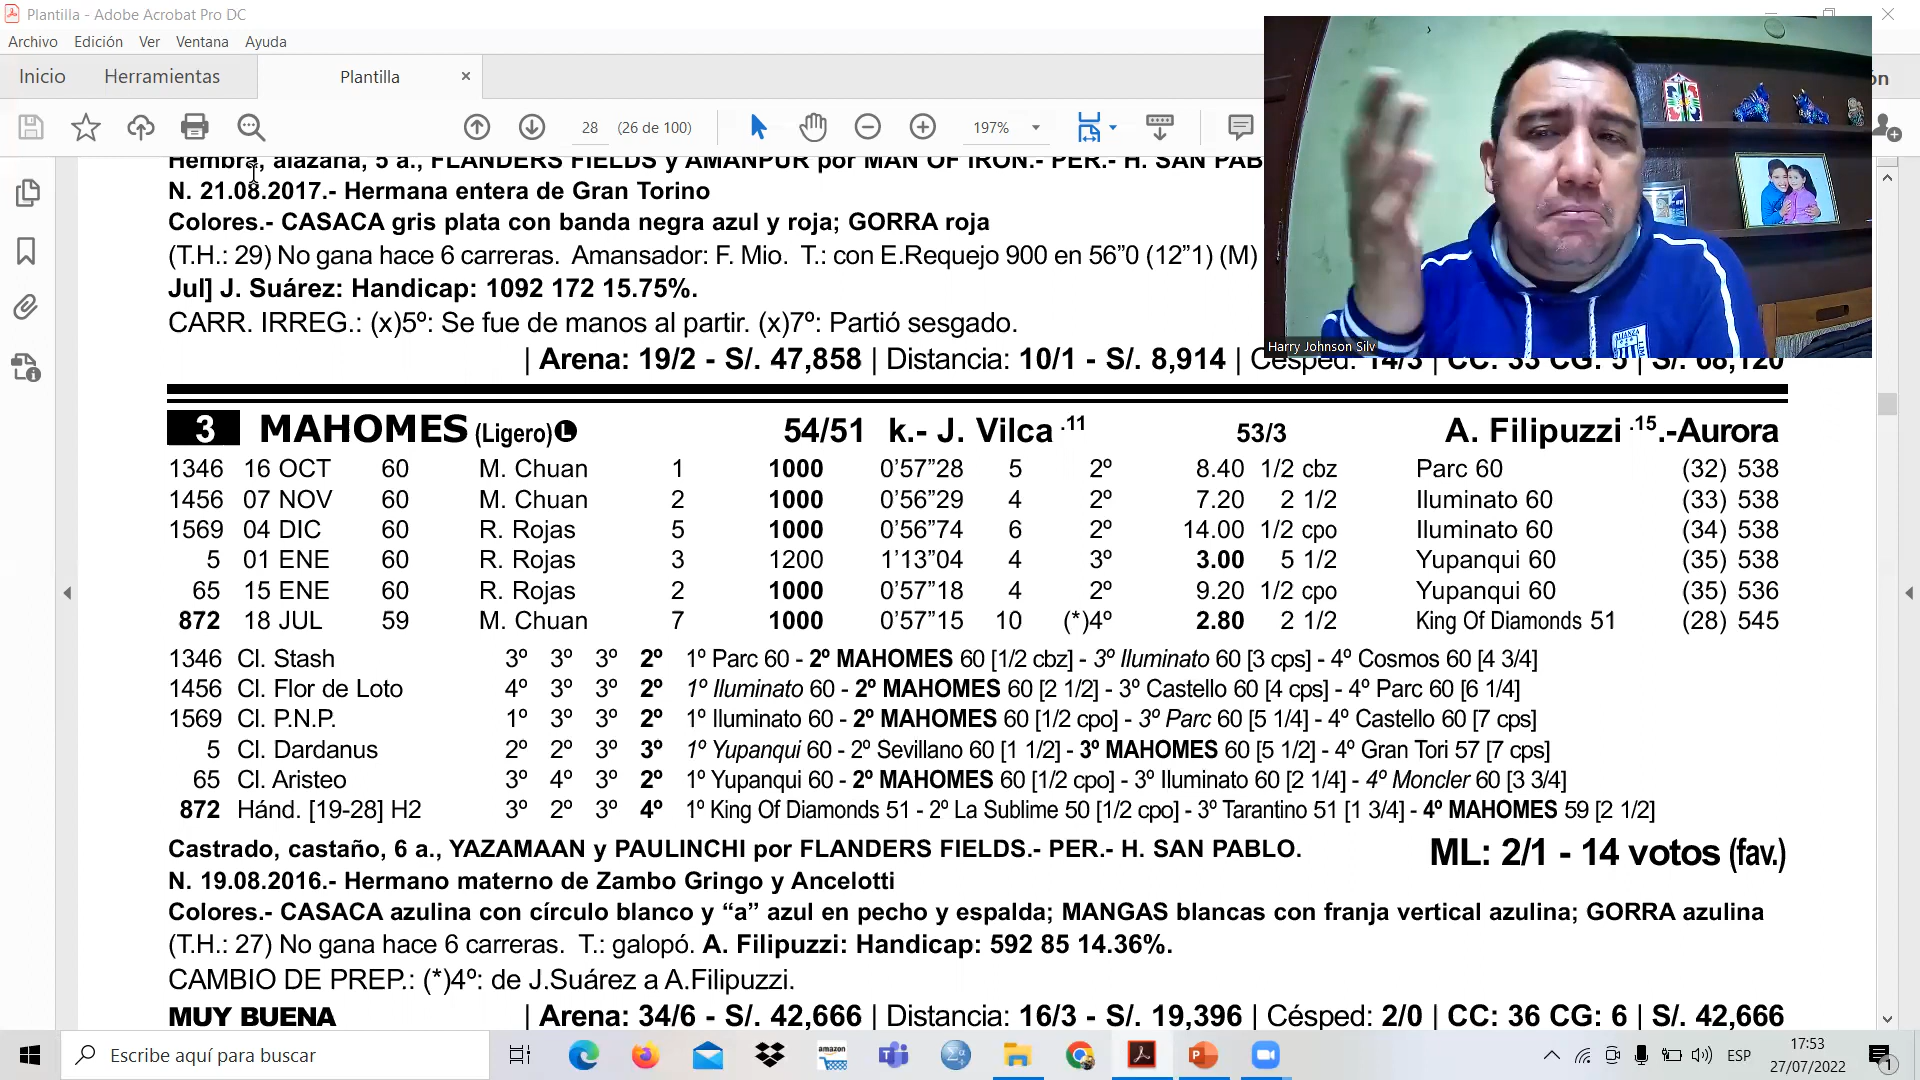 Plantilla - Adobe Acrobat Pro DC
Archivo Edición Ver Ventana Ayuda
Inicio Herramientas Plantilla ×
28 (26 de 100) 197%
Hembra, alazana, 5 a., FLANDERS FIELDS y AMANPUR por MAN OF IRON.- PER.- H. SAN PAB
N. 21.08.2017.- Hermana entera de Gran Torino
Colores.- CASACA gris plata con banda negra azul y roja; GORRA roja
(T.H.: 29) No gana hace 6 carreras. Amansador: F. Mio. T.: con E.Requejo 900 en 56”0 (12”1) (M)
Jul] J. Suárez: Handicap: 1092 172 15.75%.
CARR. IRREG.: (x)5º: Se fue de manos al partir. (x)7º: Partió sesgado.
Harry Johnson Silv
ALIANZA
| Arena: 19/2 - S/. 47,858 | Distancia: 10/1 - S/. 8,914 | Césped: 14/3 | CC: 33 CG: 5 | S/. 68,120
3 MAHOMES (Ligero) L 54/51 k.- J. Vilca .11 53/3 A. Filipuzzi .15.-Aurora
1346 16 OCT 60 M. Chuan 1 1000 0’57”28 5 2º 8.40 1/2 cbz Parc 60 (32) 538
1456 07 NOV 60 M. Chuan 2 1000 0’56”29 4 2º 7.20 2 1/2 Iluminato 60 (33) 538
1569 04 DIC 60 R. Rojas 5 1000 0’56”74 6 2º 14.00 1/2 cpo Iluminato 60 (34) 538
5 01 ENE 60 R. Rojas 3 1200 1’13”04 4 3º 3.00 5 1/2 Yupanqui 60 (35) 538
65 15 ENE 60 R. Rojas 2 1000 0’57”18 4 2º 9.20 1/2 cpo Yupanqui 60 (35) 536
872 18 JUL 59 M. Chuan 7 1000 0’57”15 10 (*)4º 2.80 2 1/2 King Of Diamonds 51 (28) 545
1346 Cl. Stash 3º 3º 3º 2º 1º Parc 60 - 2º MAHOMES 60 [1/2 cbz] - 3º Iluminato 60 [3 cps] - 4º Cosmos 60 [4 3/4]
1456 Cl. Flor de Loto 4º 3º 3º 2º 1º Iluminato 60 - 2º MAHOMES 60 [2 1/2] - 3º Castello 60 [4 cps] - 4º Parc 60 [6 1/4]
1569 Cl. P.N.P. 1º 3º 3º 2º 1º Iluminato 60 - 2º MAHOMES 60 [1/2 cpo] - 3º Parc 60 [5 1/4] - 4º Castello 60 [7 cps]
5 Cl. Dardanus 2º 2º 3º 3º 1º Yupanqui 60 - 2º Sevillano 60 [1 1/2] - 3º MAHOMES 60 [5 1/2] - 4º Gran Tori 57 [7 cps]
65 Cl. Aristeo 3º 4º 3º 2º 1º Yupanqui 60 - 2º MAHOMES 60 [1/2 cpo] - 3º Iluminato 60 [2 1/4] - 4º Moncler 60 [3 3/4]
872 Hánd. [19-28] H2 3º 2º 3º 4º 1º King Of Diamonds 51 - 2º La Sublime 50 [1/2 cpo] - 3º Tarantino 51 [1 3/4] - 4º MAHOMES 59 [2 1/2]
Castrado, castaño, 6 a., YAZAMAAN y PAULINCHI por FLANDERS FIELDS.- PER.- H. SAN PABLO. ML: 2/1 - 14 votos (fav.)
N. 19.08.2016.- Hermano materno de Zambo Gringo y Ancelotti
Colores.- CASACA azulina con círculo blanco y “a” azul en pecho y espalda; MANGAS blancas con franja vertical azulina; GORRA azulina
(T.H.: 27) No gana hace 6 carreras. T.: galopó. A. Filipuzzi: Handicap: 592 85 14.36%.
CAMBIO DE PREP.: (*)4º: de J.Suárez a A.Filipuzzi.
MUY BUENA | Arena: 34/6 - S/. 42,666 | Distancia: 16/3 - S/. 19,396 | Césped: 2/0 | CC: 36 CG: 6 | S/. 42,666
Escribe aquí para buscar
amazon
ESP
17:53
27/07/2022
1